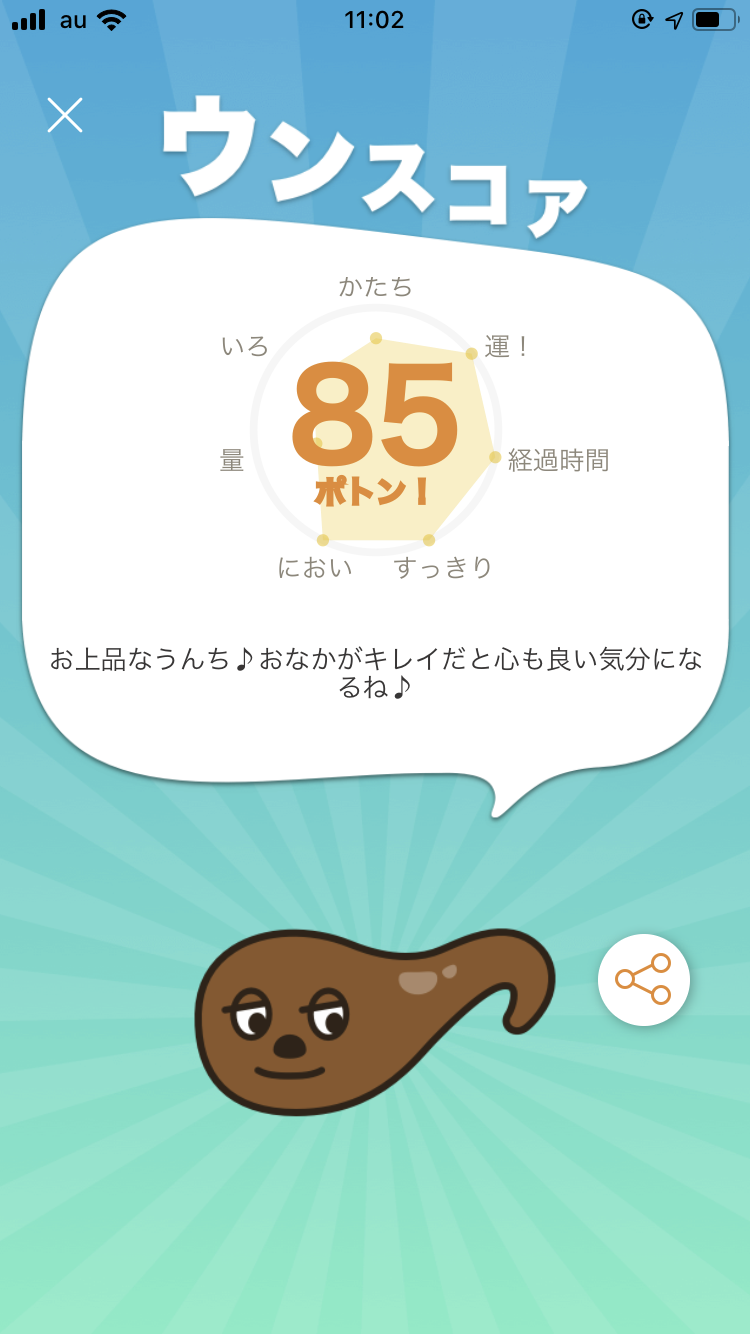 au 11:02
ウンスコア
かたち
いろ
運！
85
量
経過時間
ポトン！
におい
すっきり
お上品なうんち♪おなかがキレイだと心も良い気分にな
るね♪